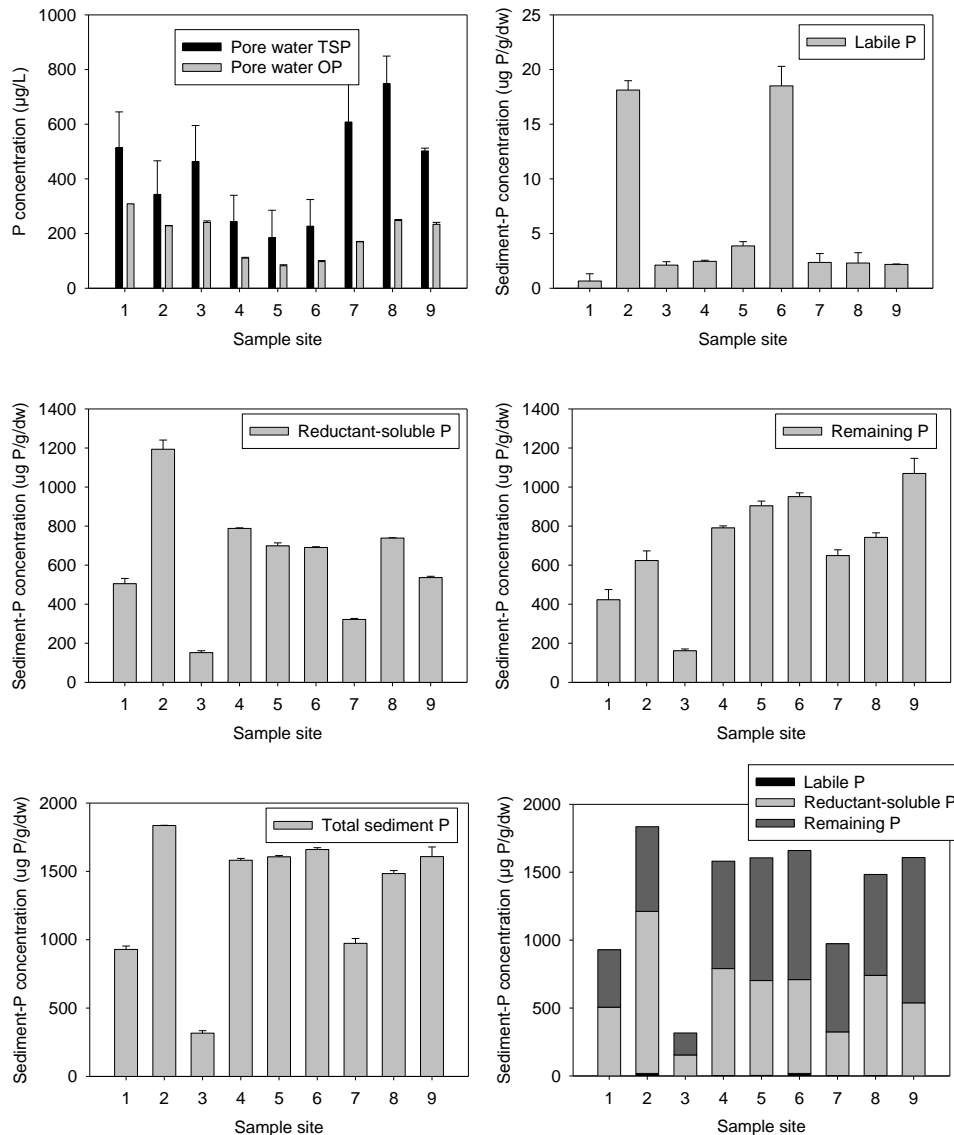 Pore water TSP
Pore water OP
P concentration (µg/L)
1000
800
600
400
200
0
1 2 3 4 5 6 7 8 9
Sample site
Labile P
Sediment-P concentration (ug P/g/dw)
25
20
15
10
5
0
1 2 3 4 5 6 7 8 9
Sample site
Reductant-soluble P
Sediment-P concentration (ug P/g/dw)
1400
1200
1000
800
600
400
200
0
1 2 3 4 5 6 7 8 9
Sample site
Remaining P
Sediment-P concentration (ug P/g/dw)
1400
1200
1000
800
600
400
200
0
1 2 3 4 5 6 7 8 9
Sample site
Total sediment P
Sediment-P concentration (ug P/g/dw)
2000
1500
1000
500
0
1 2 3 4 5 6 7 8 9
Sample site
Labile P
Reductant-soluble P
Remaining P
Sediment-P concentration (µg P/g/dw)
2000
1500
1000
500
0
1 2 3 4 5 6 7 8 9
Sample site